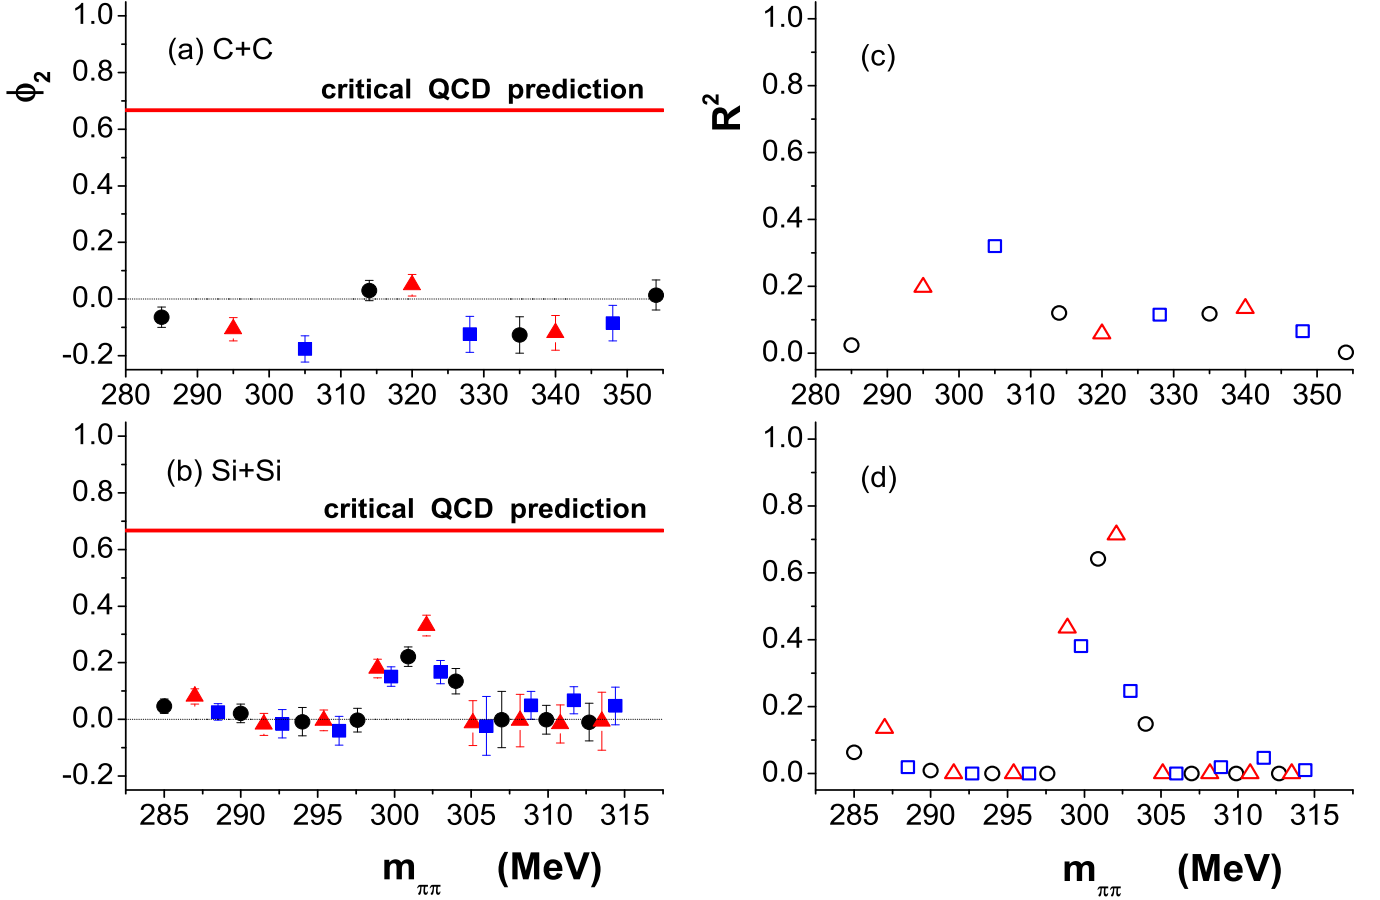 (a) C+C
ϕ2
critical QCD prediction
1.0
0.8
0.6
0.4
0.2
0.0
-0.2
280 290 300 310 320 330 340 350
(c)
R2
1.0
0.8
0.6
0.4
0.2
0.0
280 290 300 310 320 330 340 350
(b) Si+Si
critical QCD prediction
1.0
0.8
0.6
0.4
0.2
0.0
-0.2
285 290 295 300 305 310 315
mππ (MeV)
(d)
1.0
0.8
0.6
0.4
0.2
0.0
285 290 295 300 305 310 315
mππ (MeV)